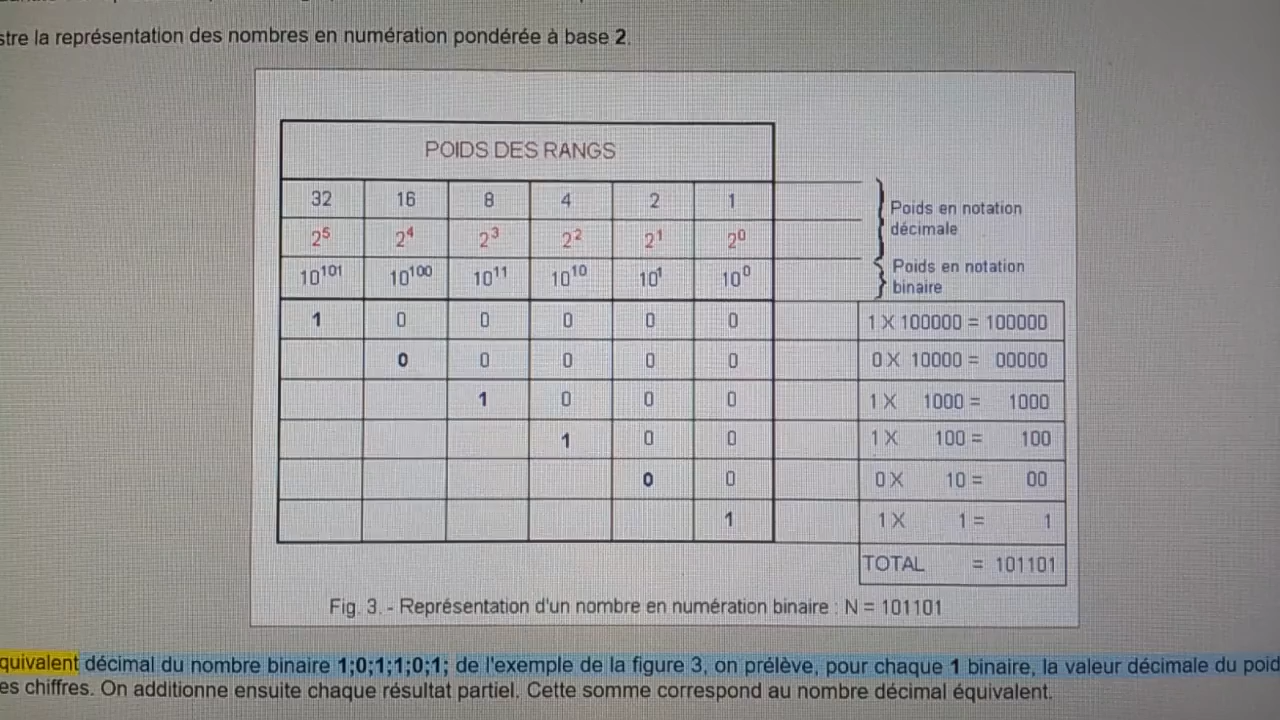 stre la représentation des nombres en numération pondérée à base 2.
POIDS DES RANGS
32 16 8 4 2 1
2⁵ 2⁴ 2³ 2² 2¹ 2⁰
Poids en notation
décimale
10¹⁰¹ 10¹⁰⁰ 10¹¹ 10¹⁰ 10¹ 10⁰
Poids en notation
binaire
1 0 0 0 0 0 1 X 100000 = 100000
0 0 0 0 0 0 X 10000 = 00000
1 0 0 0 1 X 1000 = 1000
1 0 0 1 X 100 = 100
0 0 0 X 10 = 00
1 1 X 1 = 1
TOTAL = 101101
Fig. 3. - Représentation d'un nombre en numération binaire : N = 101101
quivalent décimal du nombre binaire 1;0;1;1;0;1; de l'exemple de la figure 3, on prélève, pour chaque 1 binaire, la valeur décimale du poid
es chiffres. On additionne ensuite chaque résultat partiel. Cette somme correspond au nombre décimal équivalent.